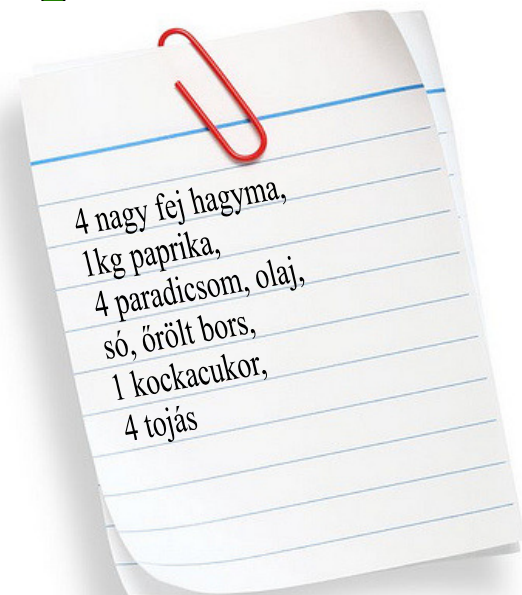 4 nagy fej hagyma,
1kg paprika,
4 paradicsom, olaj,
só, őrölt bors,
1 kockacukor,
4 tojás